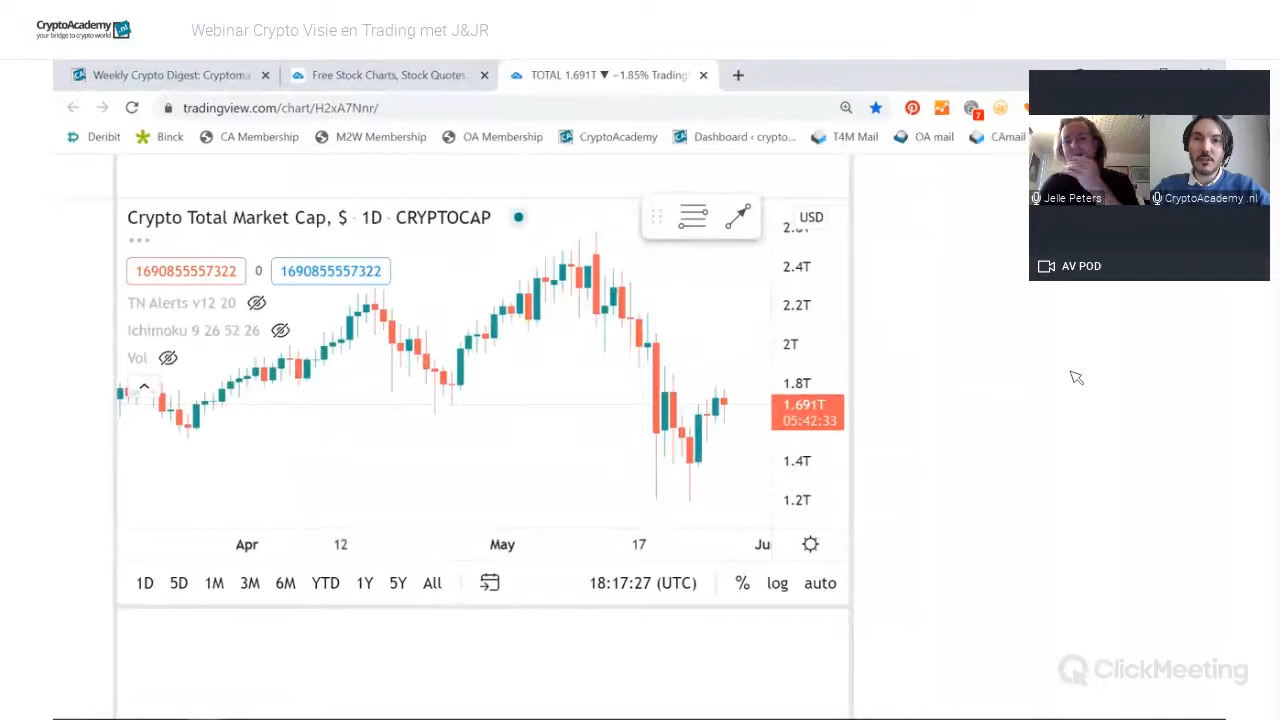 CryptoAcademy .nl
your bridge to crypto world
Webinar Crypto Visie en Trading met J&JR
Weekly Crypto Digest: Cryptoma
Free Stock Charts, Stock Quotes
TOTAL 1.691T ▼ −1.85% Trading
tradingview.com/chart/H2xA7Nnr/
7
Deribit
Binck
CA Membership
M2W Membership
OA Membership
CryptoAcademy
Dashboard ‹ crypto...
T4M Mail
OA mail
CAmail
Jelle Peters
CryptoAcademy .nl
AV POD
Crypto Total Market Cap, $ · 1D · CRYPTOCAP
USD
1690855557322 0 1690855557322
TN Alerts v12 20
Ichimoku 9 26 52 26
Vol
2.4T
2.2T
2T
1.8T
1.691T
05:42:33
1.4T
1.2T
Apr 12 May 17 Ju
1D 5D 1M 3M 6M YTD 1Y 5Y All
18:17:27 (UTC) % log auto
ClickMeeting